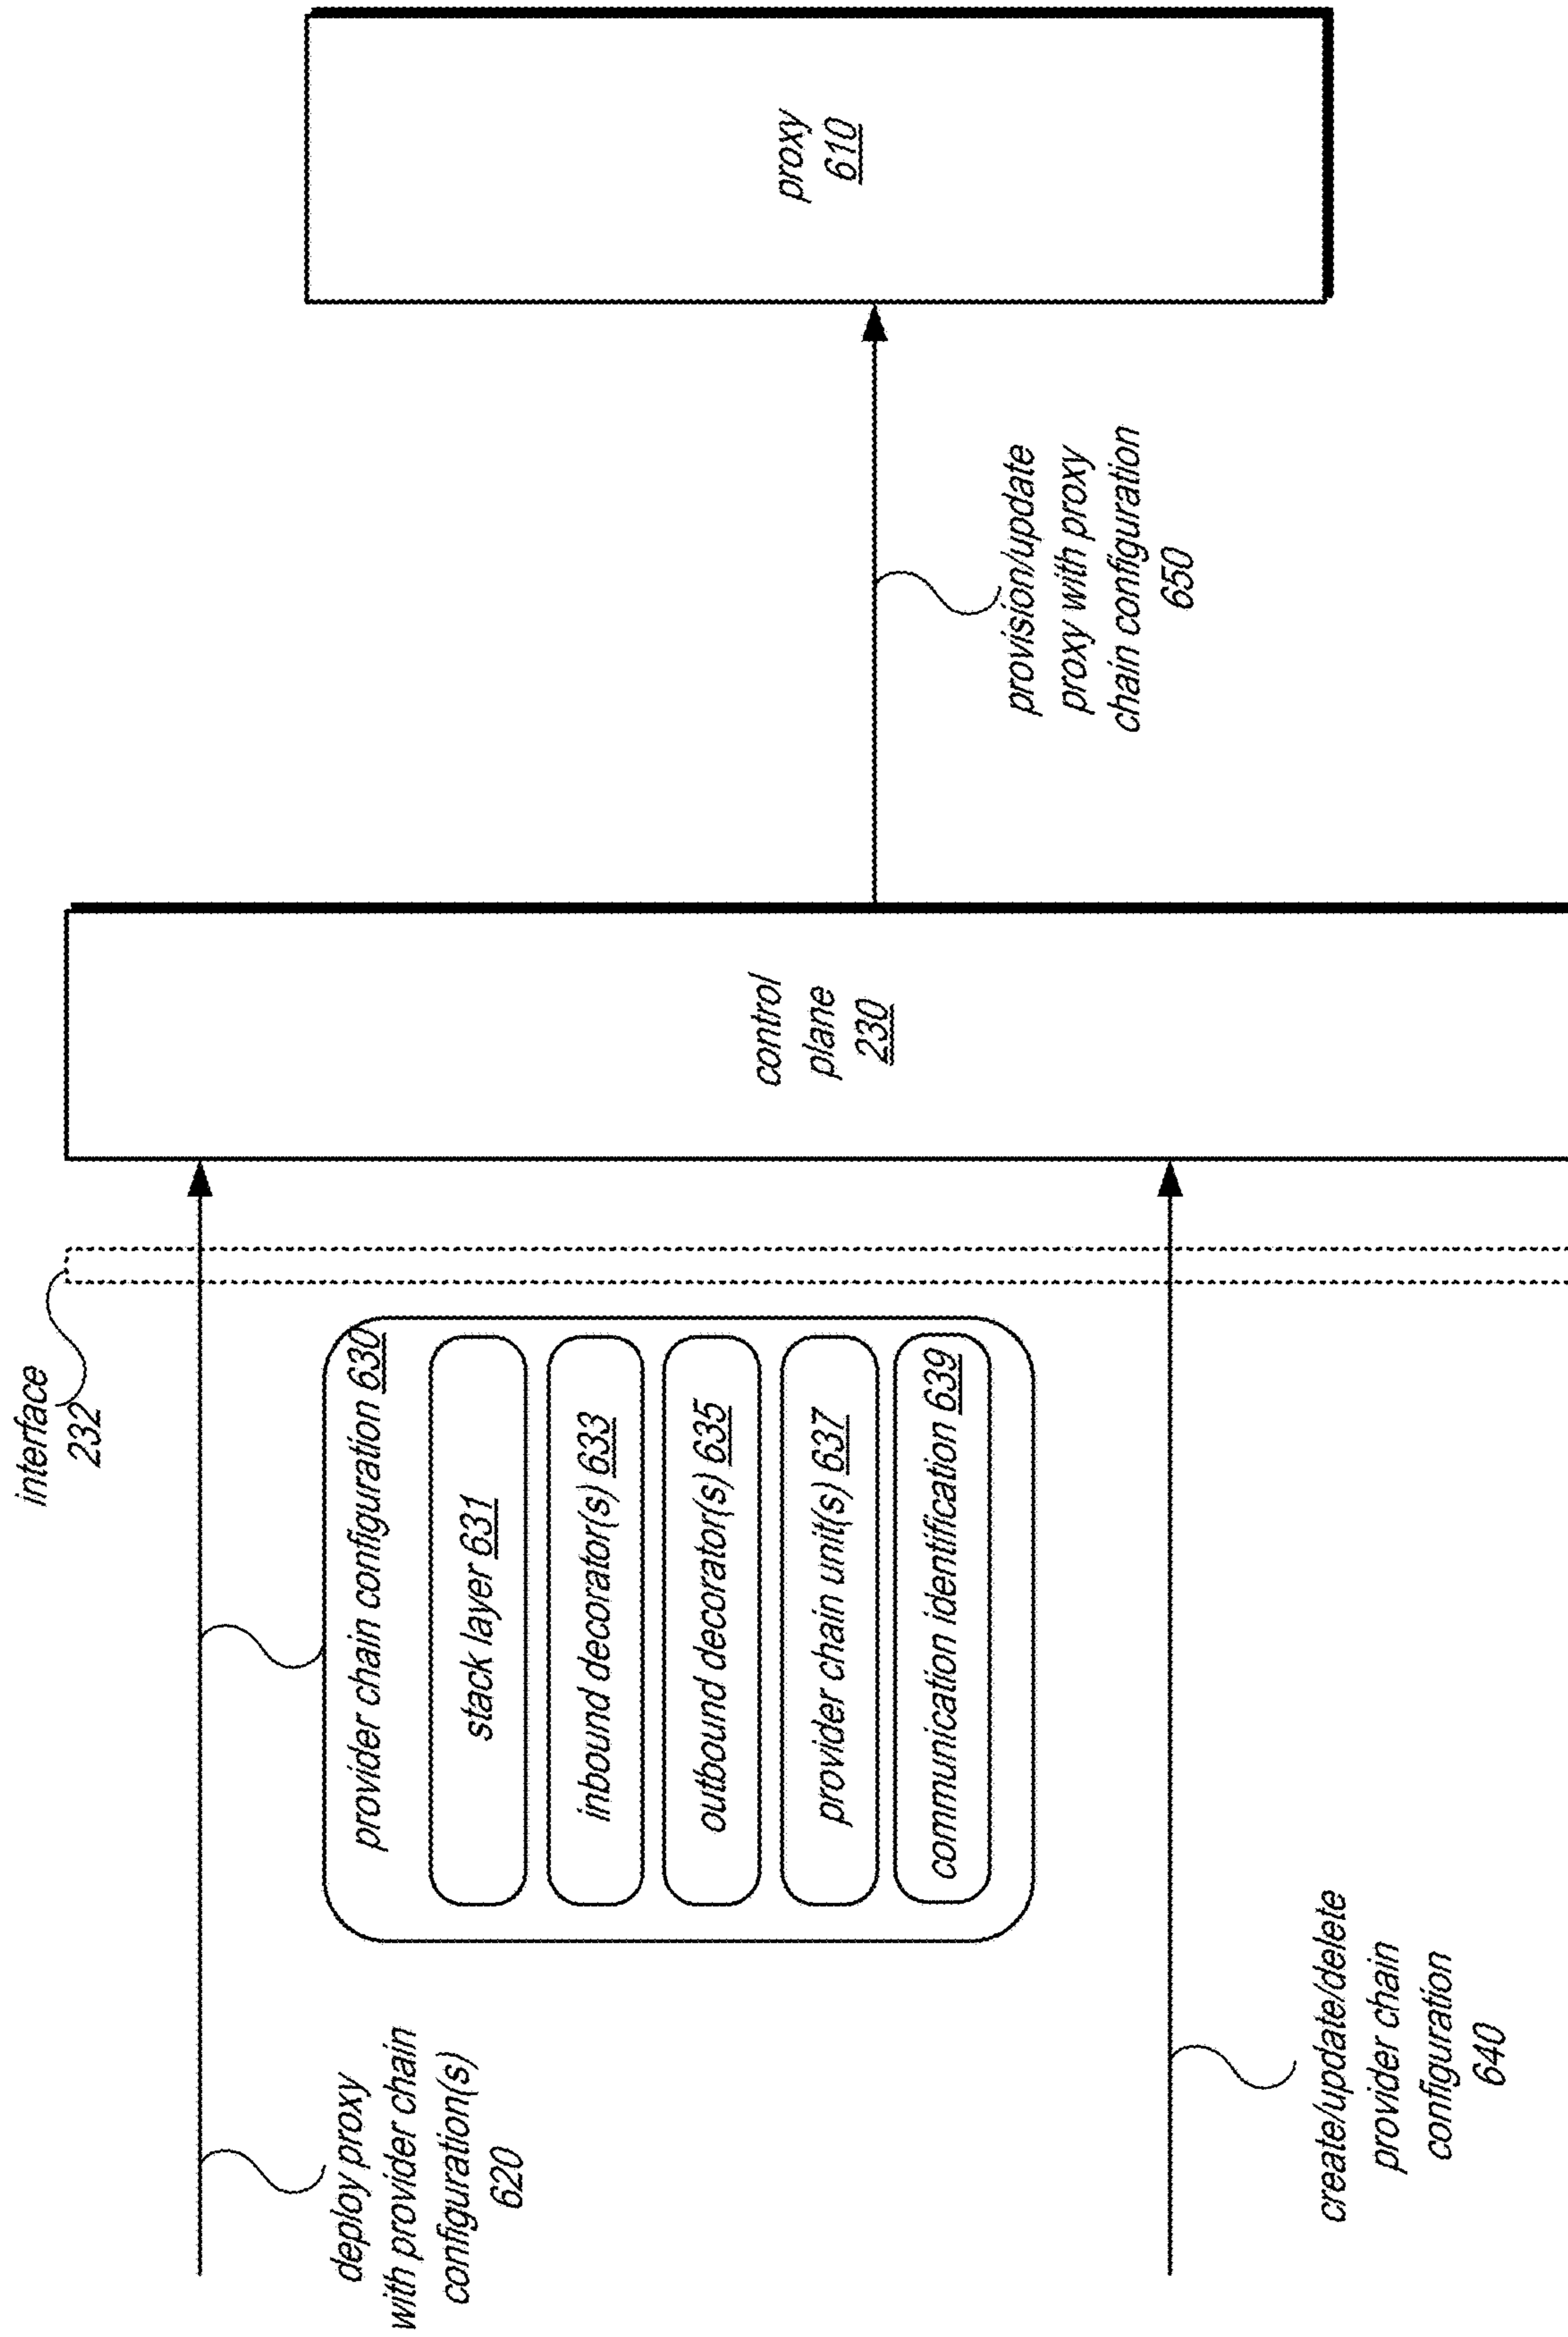 interface
232
deploy proxy
with provider chain
configuration(s)
620
provider chain configuration 630
stack layer 631
inbound decorator(s) 633
outbound decorator(s) 635
provider chain unit(s) 637
communication identification 639
create/update/delete
provider chain
configuration
640
control
plane
230
provision/update
proxy with proxy
chain configuration
650
proxy
610